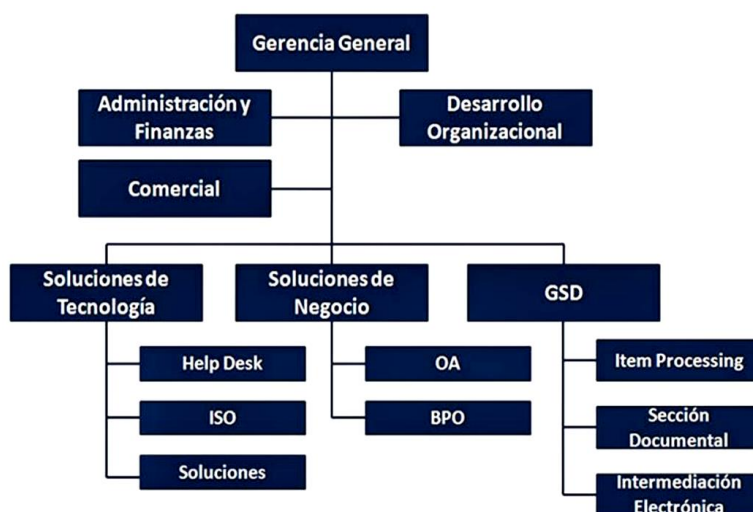 Gerencia General
Administración y
Finanzas
Desarrollo
Organizacional
Comercial
Soluciones de
Tecnología
Soluciones de
Negocio
GSD
Help Desk
OA
Item Processing
ISO
BPO
Sección
Documental
Soluciones
Intermediación
Electrónica